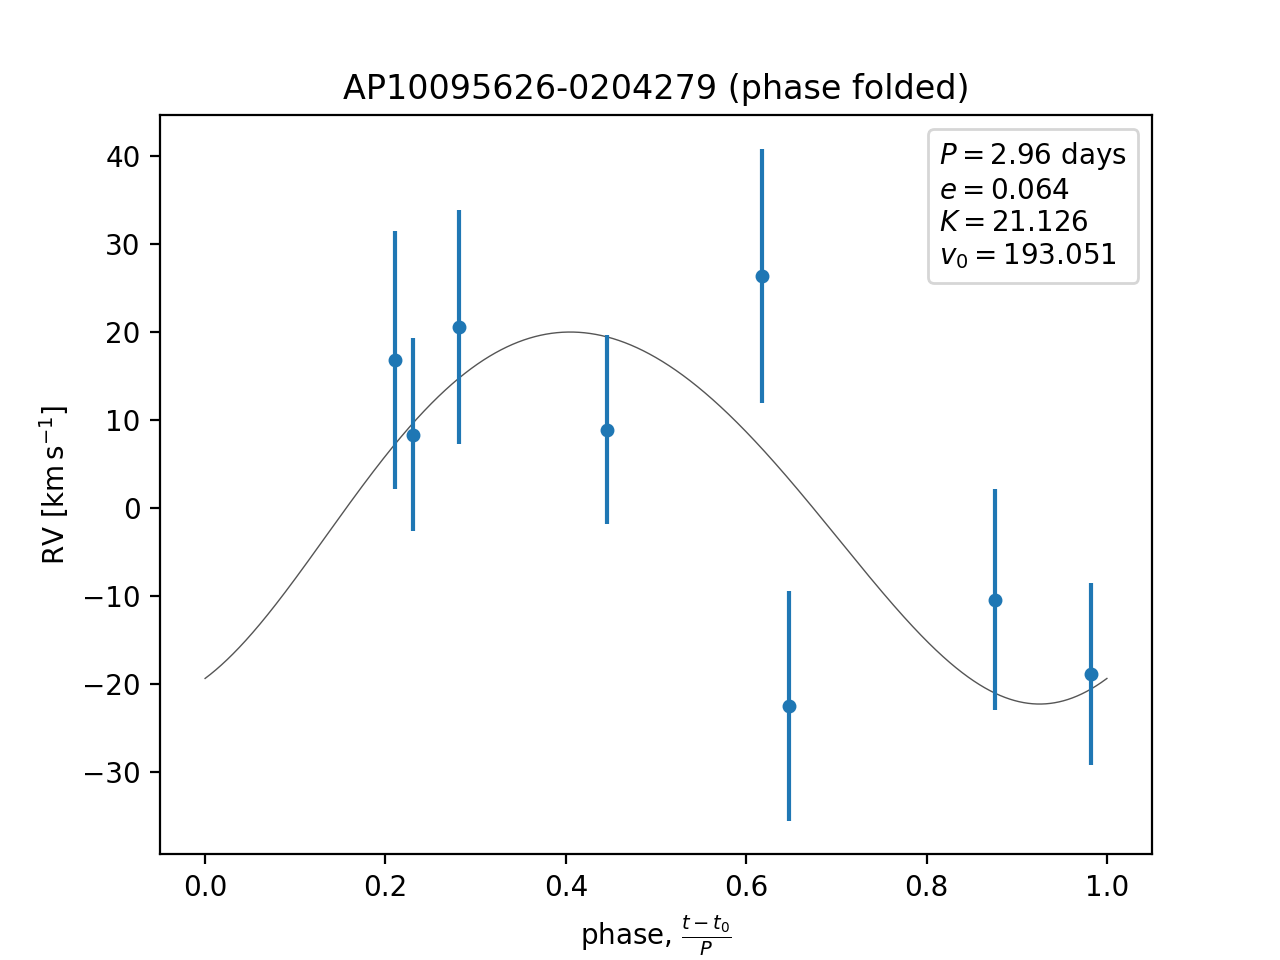 AP10095626-0204279 (phase folded)
P = 2.96 days
e = 0.064
K = 21.126
v₀ = 193.051
40
30
20
10
0
−10
−20
−30
RV [km s⁻¹]
0.0 0.2 0.4 0.6 0.8 1.0
phase, (t − t₀)/P